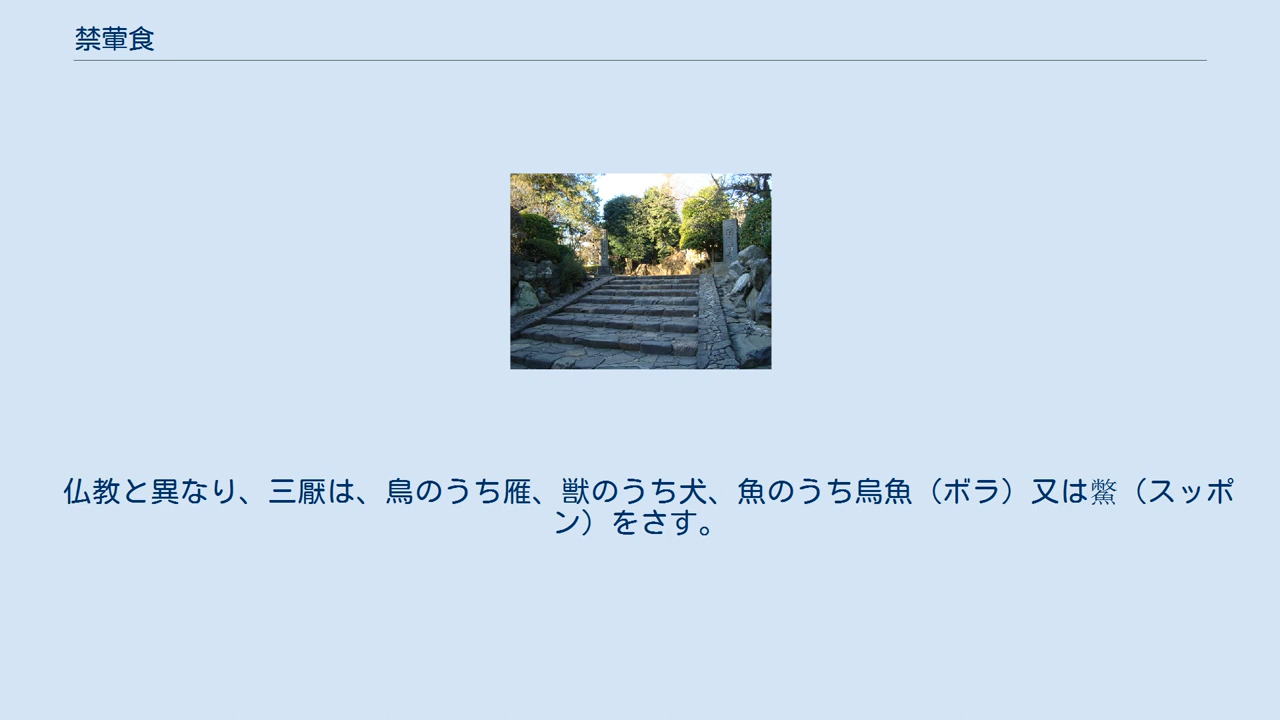 禁葷食
仏教と異なり、三厭は、鳥のうち雁、獣のうち犬、魚のうち烏魚（ボラ）又は鱉（スッポ
ン）をさす。